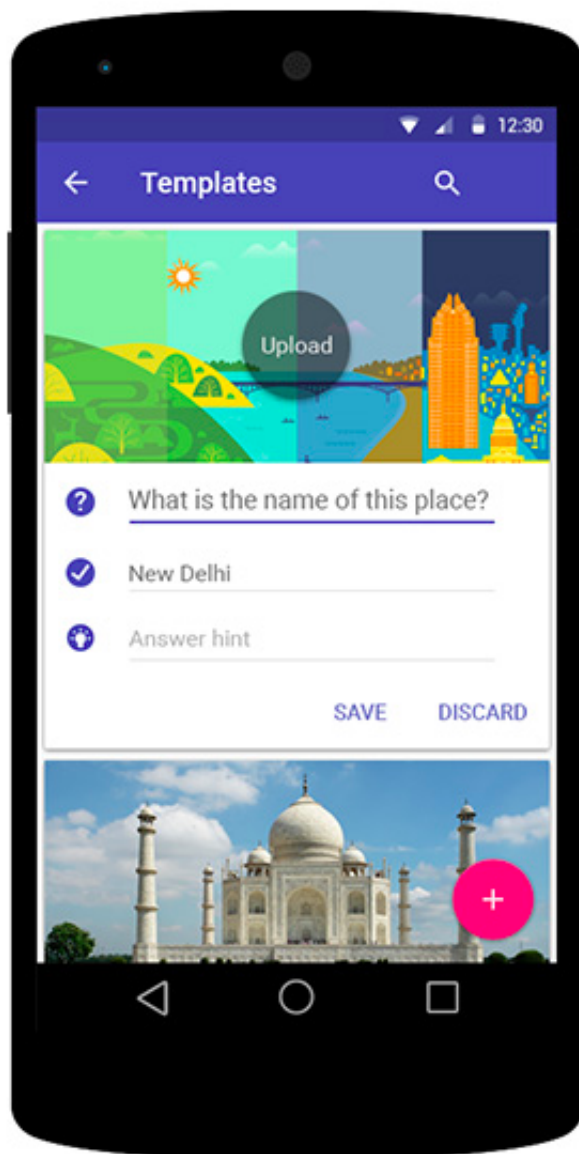 12:30
Templates
Upload
What is the name of this place?
New Delhi
Answer hint
SAVE DISCARD